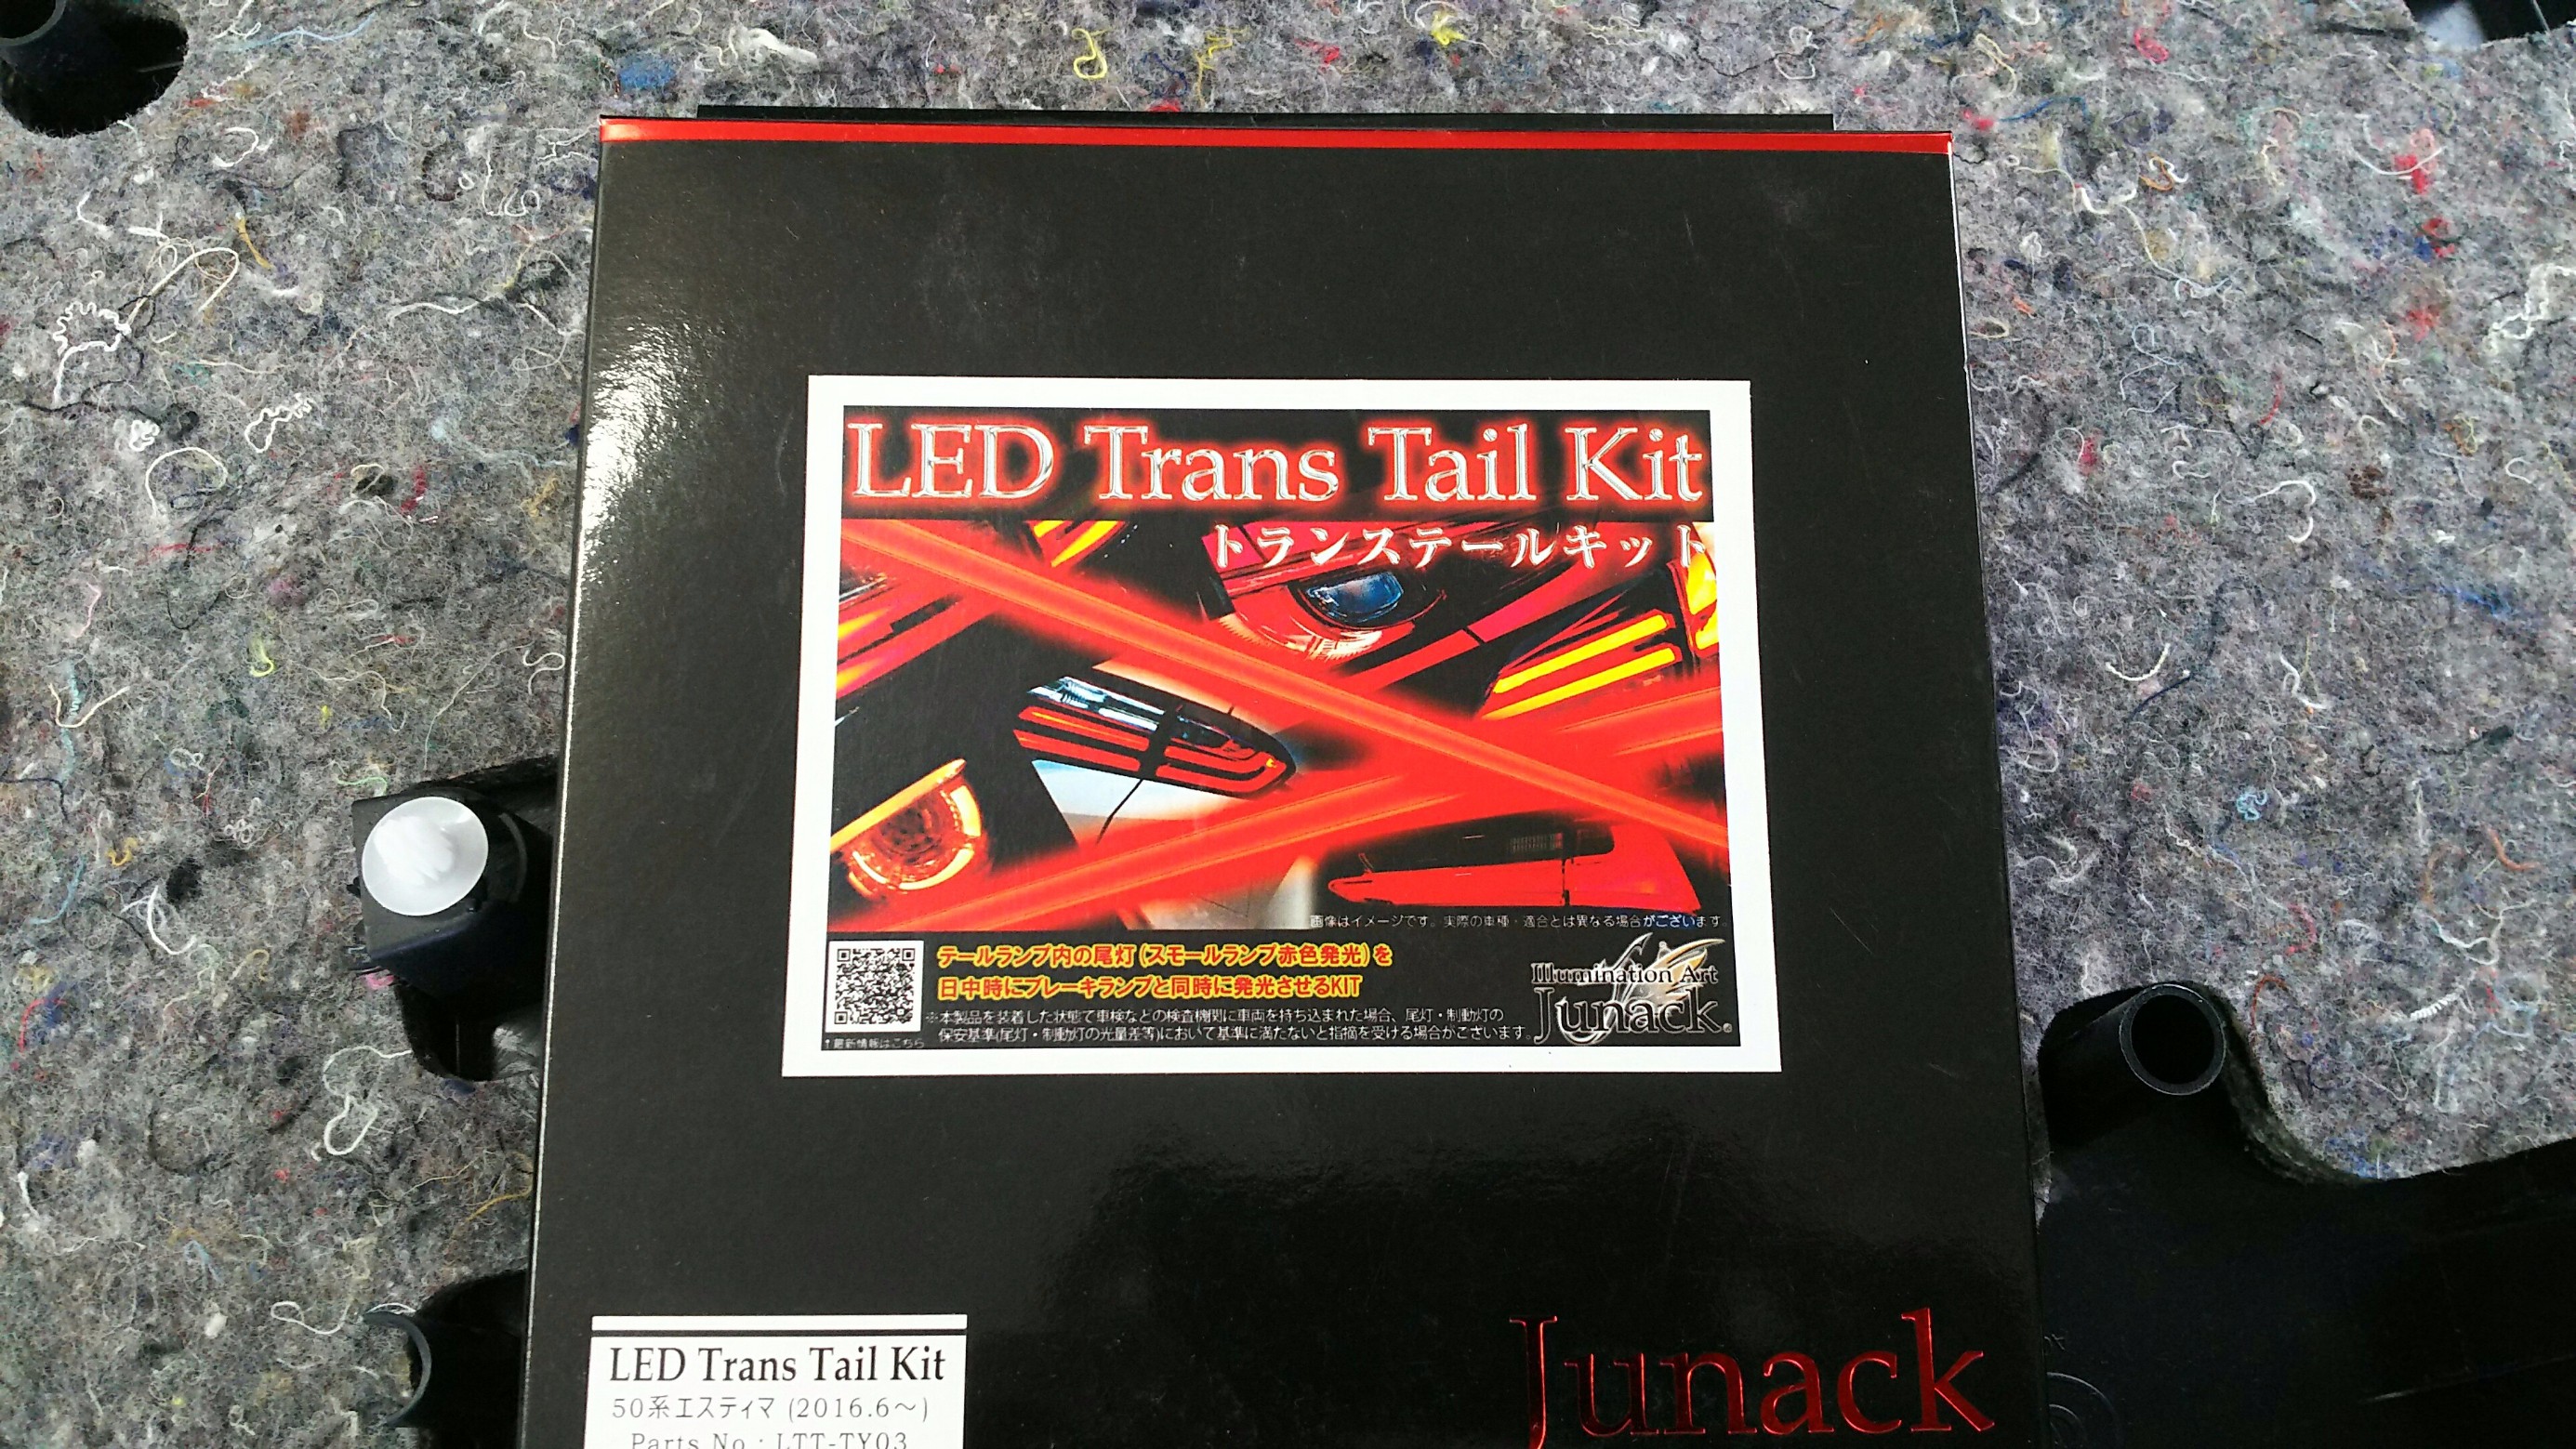 LED Trans Tail Kit
トランステールキット
画像はイメージです。実際の車種・適合とは異なる場合がございます。
テールランプ内の尾灯(スモールランプ赤色発光)を
日中時にブレーキランプと同時に発光させるKIT
※本製品を装着した状態で車検などの検査機関に車両を持ち込まれた場合、尾灯・制動灯の
保安基準(尾灯・制動灯の光量差等)において基準に満たないと指摘を受ける場合がございます。
↑最新情報はこちら
Illumination Art
Junack
Junack
LED Trans Tail Kit
50系エスティマ (2016.6～)
Parts No : LTT-TY03